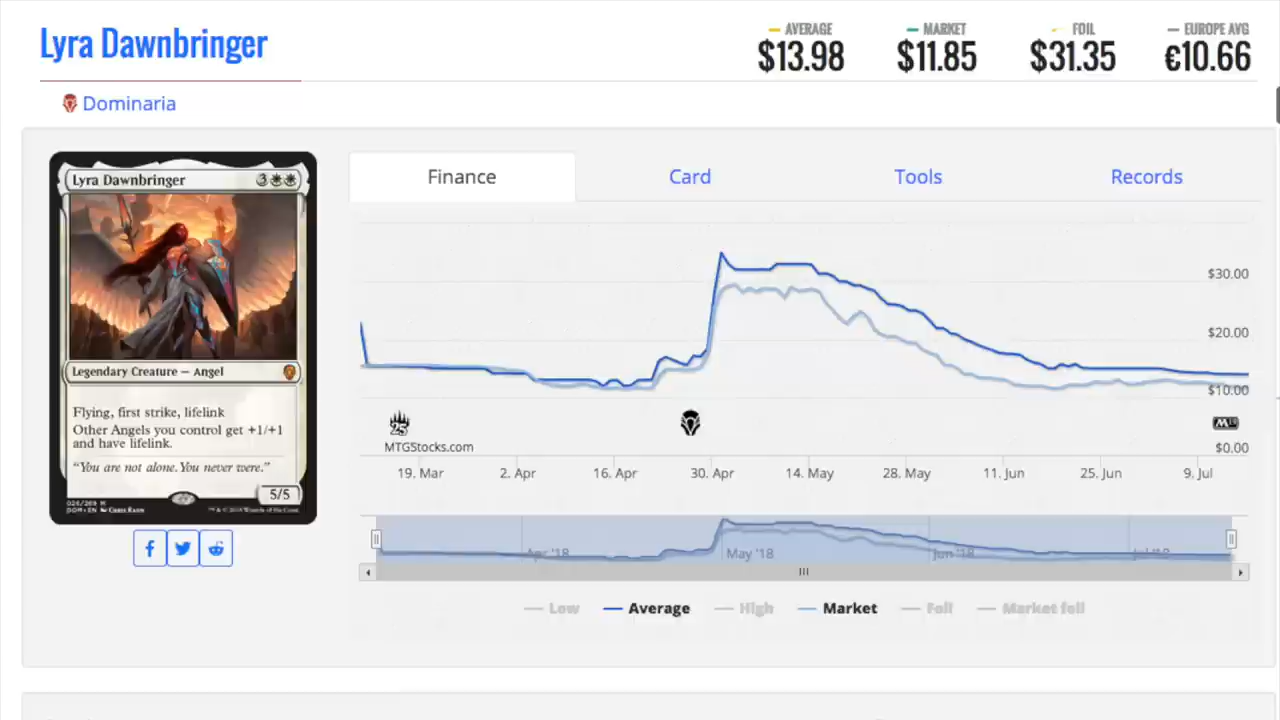 Lyra Dawnbringer
AVERAGE
$13.98
MARKET
$11.85
FOIL
$31.35
EUROPE AVG
€10.66
Dominaria
Lyra Dawnbringer 3
Legendary Creature — Angel
Flying, first strike, lifelink
Other Angels you control get +1/+1
and have lifelink.
“You are not alone. You never were.”
5/5
Finance
Card
Tools
Records
$30.00
$20.00
$10.00
$0.00
25
MTGStocks.com
19. Mar
2. Apr
16. Apr
30. Apr
14. May
28. May
11. Jun
25. Jun
9. Jul
Apr '18
May '18
Jun '18
Jul '18
Low
Average
High
Market
Foil
Market foil